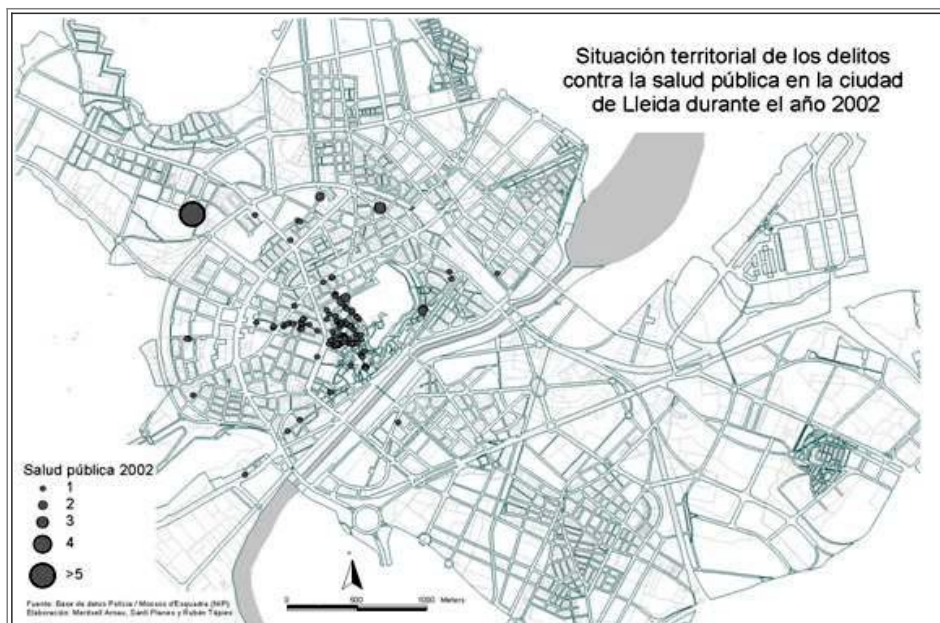 Situación territorial de los delitos
contra la salud pública en la ciudad
de Lleida durante el año 2002
Salud pública 2002
1
2
3
4
>5
0 500 1000 Meters
Fuente: Base de datos Policía / Mossos d'Esquadra (NIP)
Elaboración: Meritxell Arnau, Santi Planes y Rubén Tápies